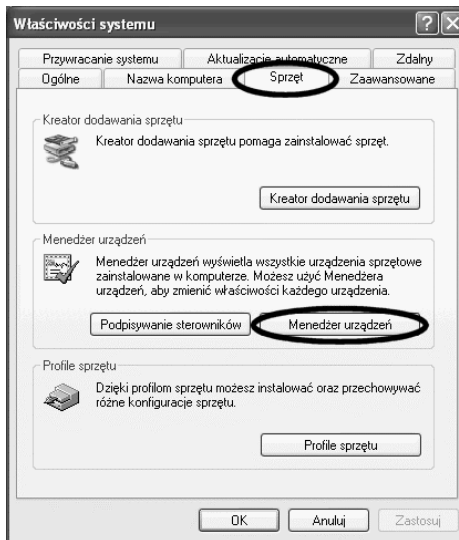 Właściwości systemu
Przywracanie systemu Aktualizacje automatyczne Zdalny
Ogólne Nazwa komputera Sprzęt Zaawansowane
Kreator dodawania sprzętu
Kreator dodawania sprzętu pomaga zainstalować sprzęt.
Kreator dodawania sprzętu
Menedżer urządzeń
Menedżer urządzeń wyświetla wszystkie urządzenia sprzętowe
zainstalowane w komputerze. Możesz użyć Menedżera
urządzeń, aby zmienić właściwości każdego urządzenia.
Podpisywanie sterowników Menedżer urządzeń
Profile sprzętu
Dzięki profilom sprzętu możesz instalować oraz przechowywać
różne konfiguracje sprzętu.
Profile sprzętu
OK Anuluj Zastosuj